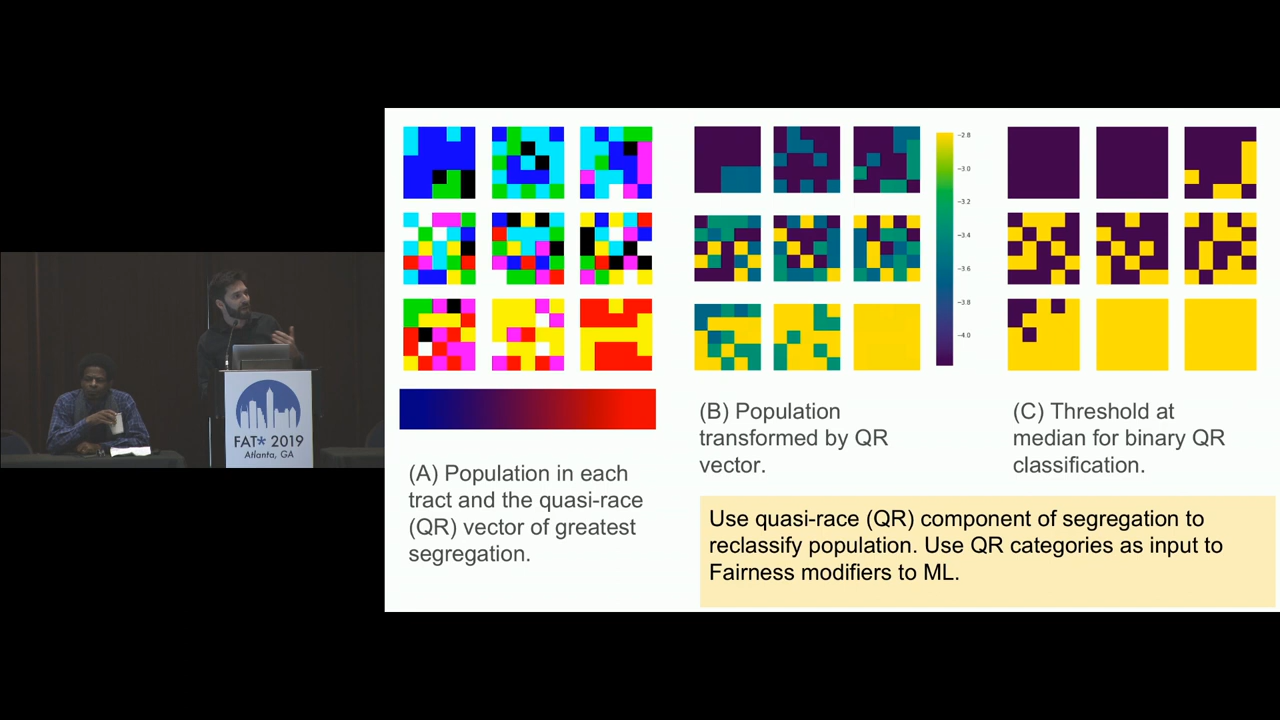 FAT* 2019
Atlanta, GA
-2.8
-3.0
-3.2
-3.4
-3.6
-3.8
-4.0
(A) Population in each
tract and the quasi-race
(QR) vector of greatest
segregation.
(B) Population
transformed by QR
vector.
(C) Threshold at
median for binary QR
classification.
Use quasi-race (QR) component of segregation to
reclassify population. Use QR categories as input to
Fairness modifiers to ML.